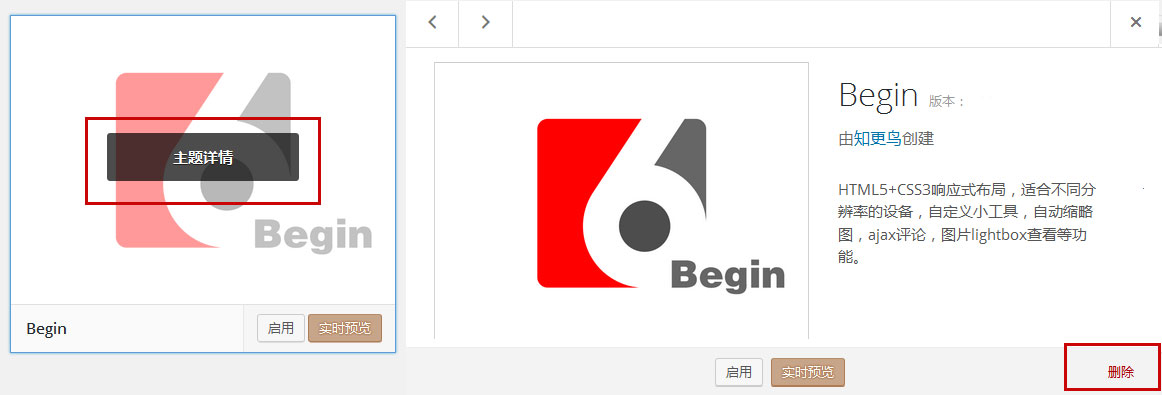 主题详情
Begin
Begin
启用
实时预览
Begin 版本：
由知更鸟创建
HTML5+CSS3响应式布局，适合不同分
辨率的设备，自定义小工具，自动缩略
图，ajax评论，图片lightbox查看等功
能。
Begin
启用
实时预览
删除